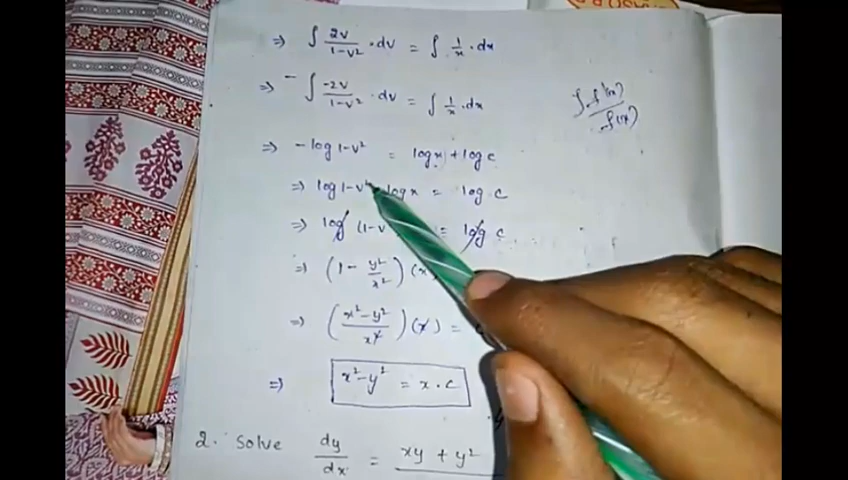 ⇒ ∫ 2v/1-v² · dv = ∫ 1/x · dx
⇒ - ∫ -2v/1-v² · dv = ∫ 1/x · dx
∫ f'(x)/f(x)
⇒ - log 1-v² = log x + log c
⇒ log 1-v² log x = log c
⇒ log (1-v = log c
⇒ (1 - y²/x²) (x
⇒ (x²-y²/x²) (x) =
⇒ x²-y² = x · c
2. Solve dy/dx = xy + y²